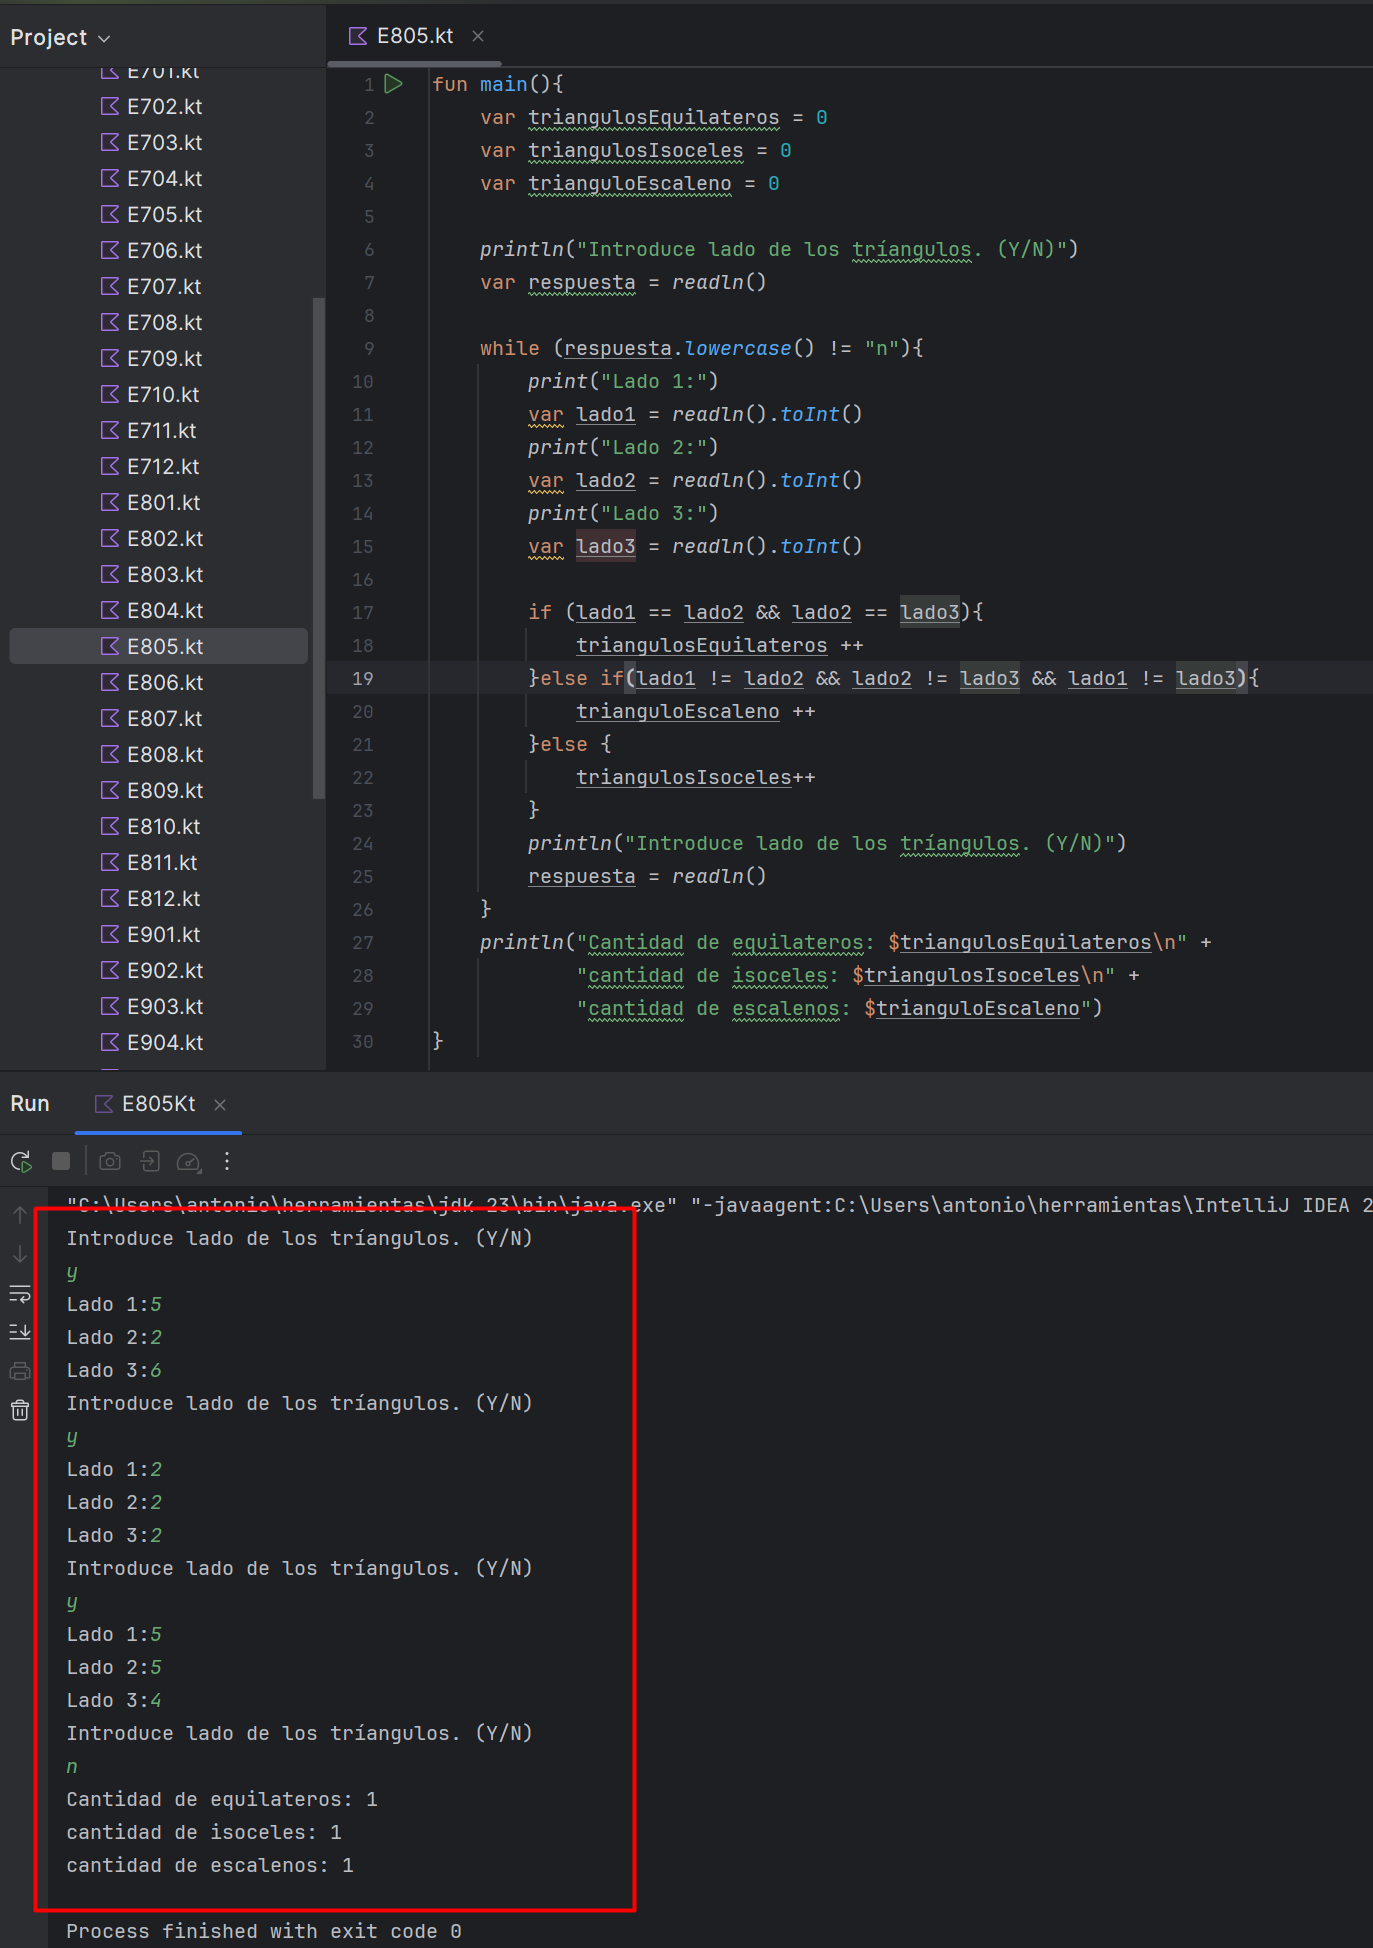 Project
E701.kt
E702.kt
E703.kt
E704.kt
E705.kt
E706.kt
E707.kt
E708.kt
E709.kt
E710.kt
E711.kt
E712.kt
E801.kt
E802.kt
E803.kt
E804.kt
E805.kt
E806.kt
E807.kt
E808.kt
E809.kt
E810.kt
E811.kt
E812.kt
E901.kt
E902.kt
E903.kt
E904.kt
E805.kt
1 fun main(){
2 var triangulosEquilateros = 0
3 var triangulosIsoceles = 0
4 var trianguloEscaleno = 0
5
6 println("Introduce lado de los tríangulos. (Y/N)")
7 var respuesta = readln()
8
9 while (respuesta.lowercase() != "n"){
10 print("Lado 1:")
11 var lado1 = readln().toInt()
12 print("Lado 2:")
13 var lado2 = readln().toInt()
14 print("Lado 3:")
15 var lado3 = readln().toInt()
16
17 if (lado1 == lado2 && lado2 == lado3){
18 triangulosEquilateros ++
19 }else if(lado1 != lado2 && lado2 != lado3 && lado1 != lado3){
20 trianguloEscaleno ++
21 }else {
22 triangulosIsoceles++
23 }
24 println("Introduce lado de los tríangulos. (Y/N)")
25 respuesta = readln()
26 }
27 println("Cantidad de equilateros: $triangulosEquilateros\n" +
28 "cantidad de isoceles: $triangulosIsoceles\n" +
29 "cantidad de escalenos: $trianguloEscaleno")
30 }
Run E805Kt
"C:\Users\antonio\herramientas\jdk 23\bin\java.exe" "-javaagent:C:\Users\antonio\herramientas\IntelliJ IDEA 2
Introduce lado de los tríangulos. (Y/N)
y
Lado 1:5
Lado 2:2
Lado 3:6
Introduce lado de los tríangulos. (Y/N)
y
Lado 1:2
Lado 2:2
Lado 3:2
Introduce lado de los tríangulos. (Y/N)
y
Lado 1:5
Lado 2:5
Lado 3:4
Introduce lado de los tríangulos. (Y/N)
n
Cantidad de equilateros: 1
cantidad de isoceles: 1
cantidad de escalenos: 1
Process finished with exit code 0